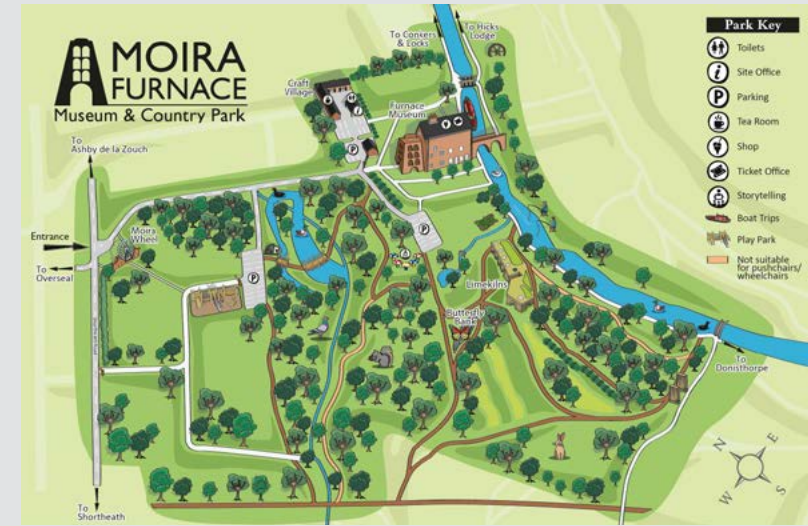 MOIRA
FURNACE
Museum & Country Park
To
Ashby de la Zouch
Entrance
To
Overseal
Moira
Wheel
To
Shortheath
Craft
Village
To Conkers
& Locks
To Hicks
Lodge
Furnace
Museum
Limekilns
Butterfly
Bank
To
Donisthorpe
N
E
S
W
P
P
P
i
Park Key
Toilets
i
Site Office
P
Parking
Tea Room
Shop
Ticket Office
Storytelling
Boat Trips
Play Park
Not suitable
for pushchairs/
wheelchairs